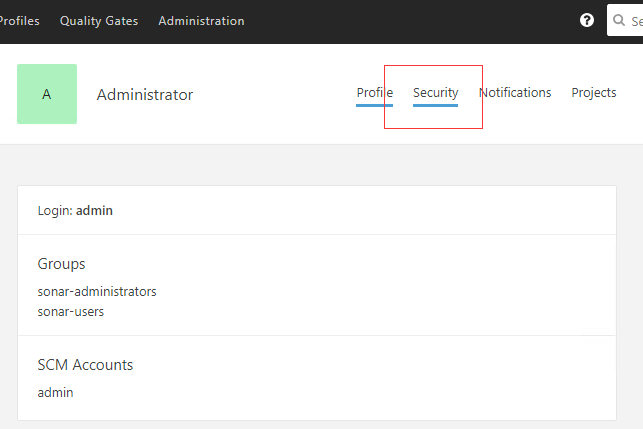 Profiles Quality Gates Administration ? Se
A Administrator Profile Security Notifications Projects
Login: admin
Groups
sonar-administrators
sonar-users
SCM Accounts
admin